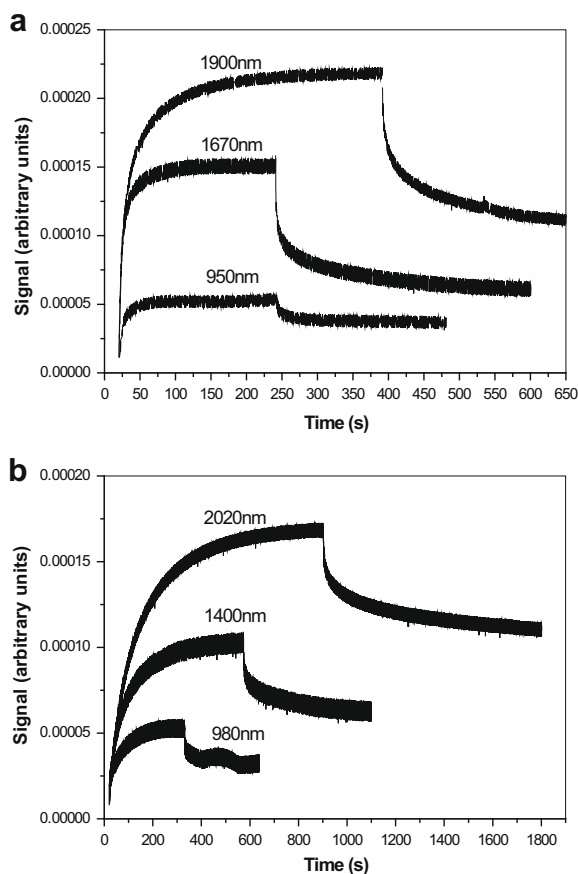 a
0.00025
0.00020
0.00015
0.00010
0.00005
0.00000
Signal (arbitrary units)
1900nm
1670nm
950nm
0 50 100 150 200 250 300 350 400 450 500 550 600 650
Time (s)
b
0.00020
0.00015
0.00010
0.00005
0.00000
Signal (arbitrary units)
2020nm
1400nm
980nm
0 200 400 600 800 1000 1200 1400 1600 1800
Time (s)